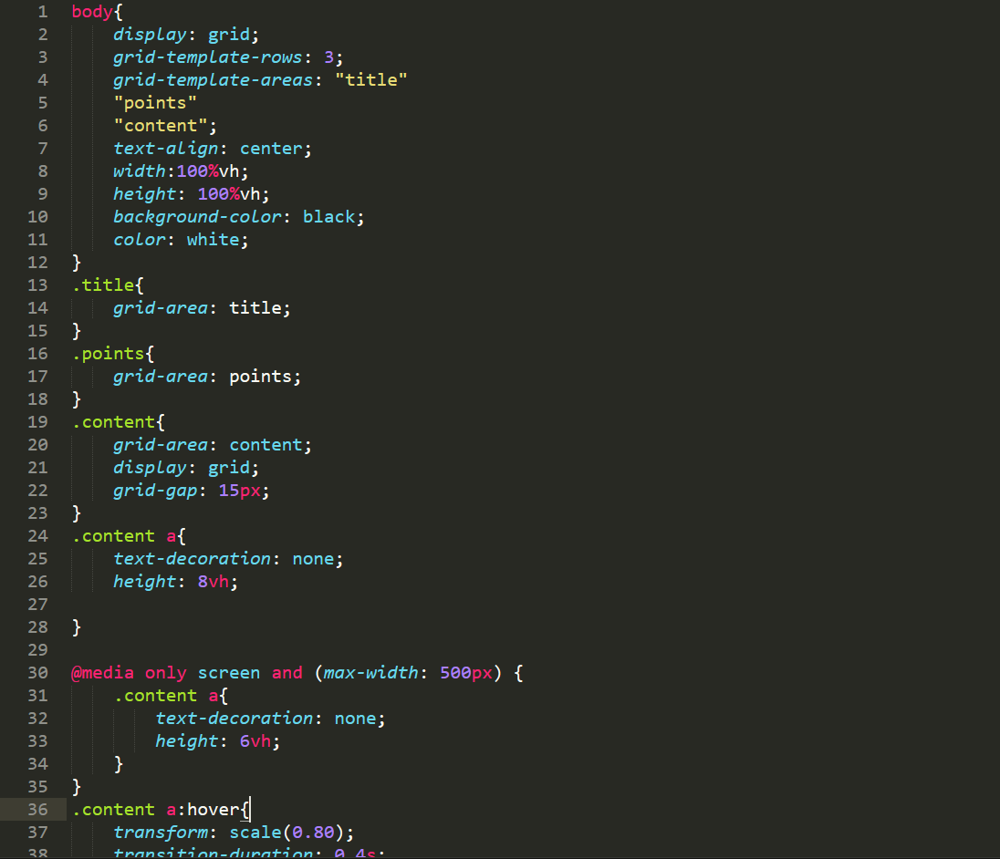 1 body{
2 display: grid;
3 grid-template-rows: 3;
4 grid-template-areas: "title"
5 "points"
6 "content";
7 text-align: center;
8 width:100%vh;
9 height: 100%vh;
10 background-color: black;
11 color: white;
12 }
13 .title{
14 grid-area: title;
15 }
16 .points{
17 grid-area: points;
18 }
19 .content{
20 grid-area: content;
21 display: grid;
22 grid-gap: 15px;
23 }
24 .content a{
25 text-decoration: none;
26 height: 8vh;
27
28 }
29
30 @media only screen and (max-width: 500px) {
31 .content a{
32 text-decoration: none;
33 height: 6vh;
34 }
35 }
36 .content a:hover{
37 transform: scale(0.80);
38 transition-duration: 0.4s;